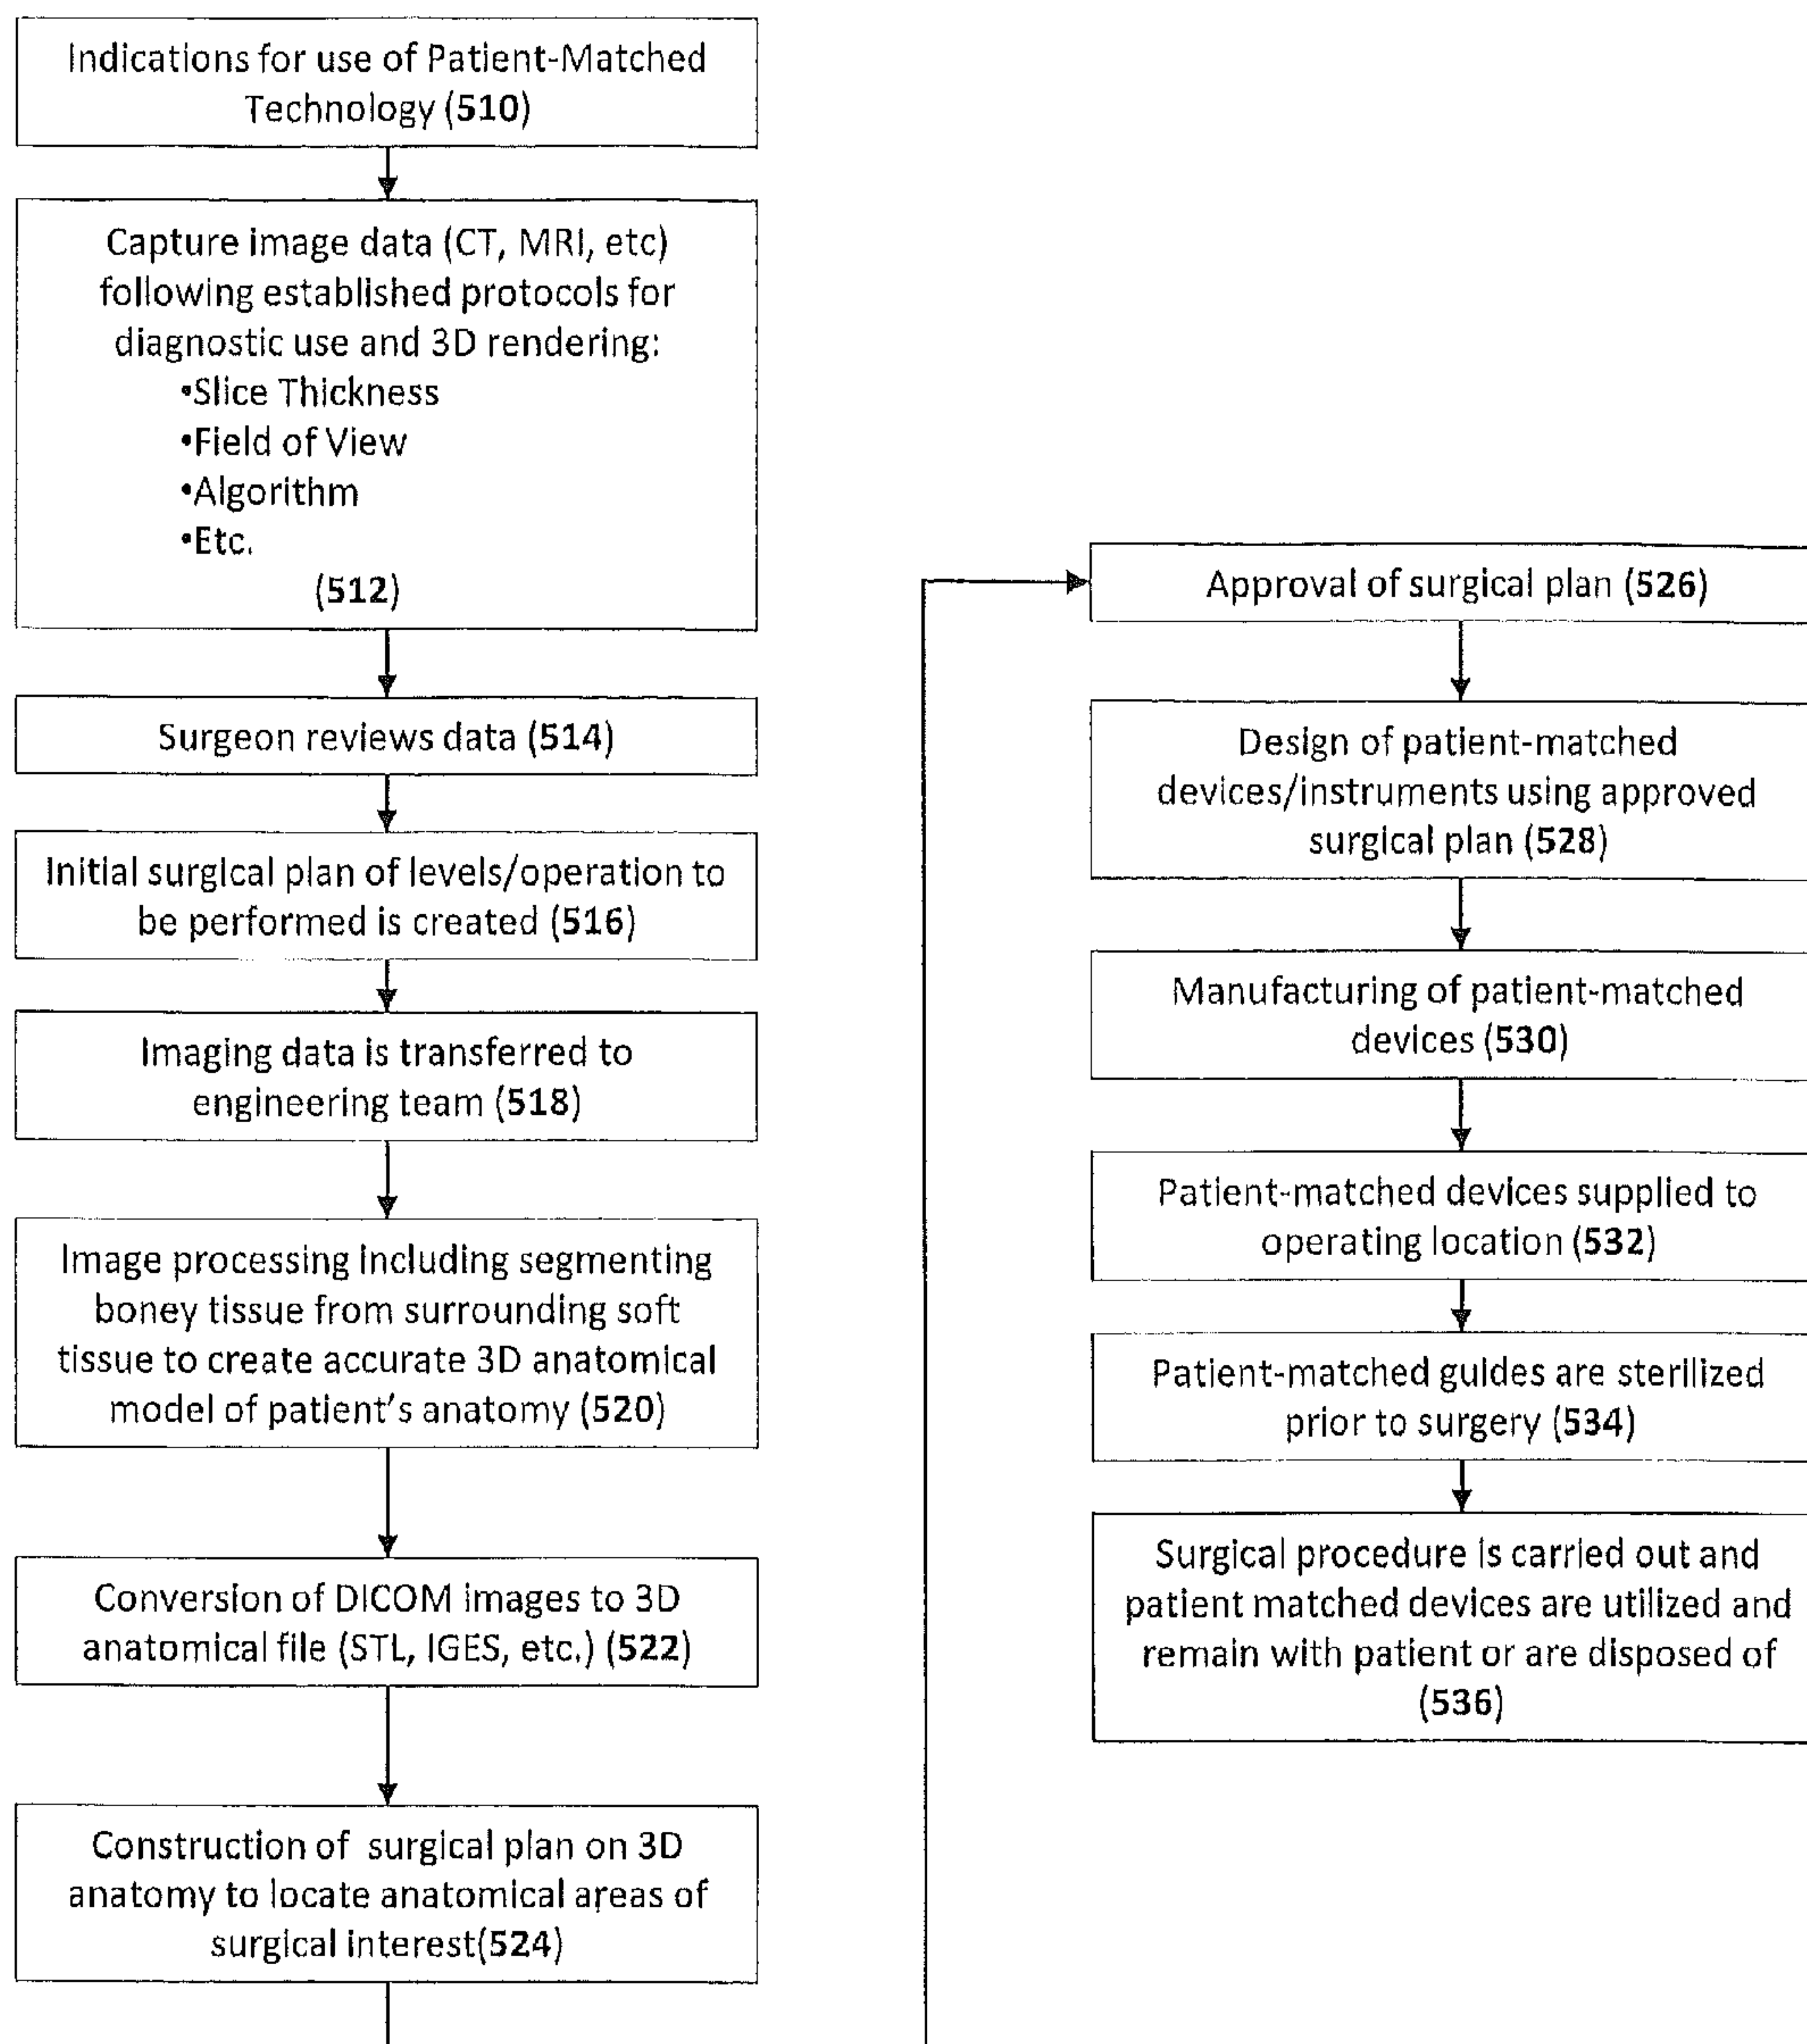 Indications for use of Patient-Matched
Technology (510)
Capture image data (CT, MRI, etc)
following established protocols for
diagnostic use and 3D rendering:
•Slice Thickness
•Field of View
•Algorithm
•Etc.
(512)
Surgeon reviews data (514)
Initial surgical plan of levels/operation to
be performed is created (516)
Imaging data is transferred to
engineering team (518)
Image processing including segmenting
boney tissue from surrounding soft
tissue to create accurate 3D anatomical
model of patient's anatomy (520)
Conversion of DICOM images to 3D
anatomical file (STL, IGES, etc.) (522)
Construction of surgical plan on 3D
anatomy to locate anatomical areas of
surgical interest(524)
Approval of surgical plan (526)
Design of patient-matched
devices/instruments using approved
surgical plan (528)
Manufacturing of patient-matched
devices (530)
Patient-matched devices supplied to
operating location (532)
Patient-matched guides are sterilized
prior to surgery (534)
Surgical procedure is carried out and
patient matched devices are utilized and
remain with patient or are disposed of
(536)